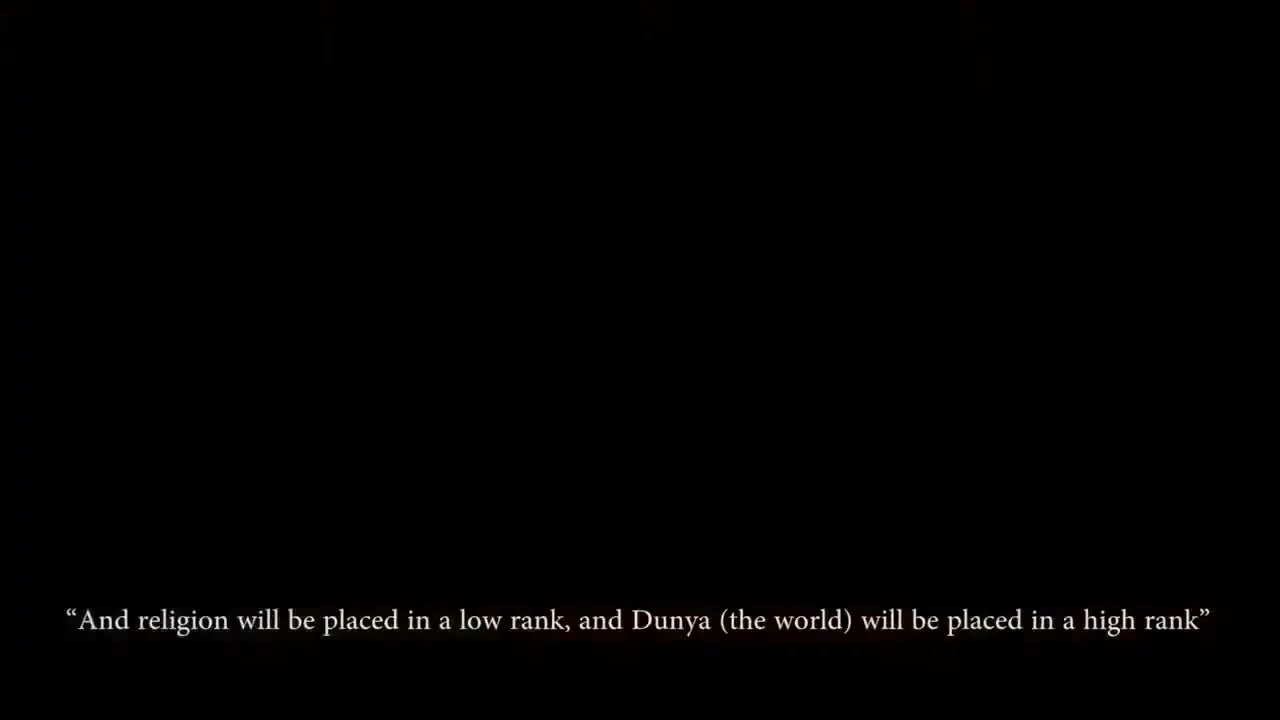 “And religion will be placed in a low rank, and Dunya (the world) will be placed in a high rank”